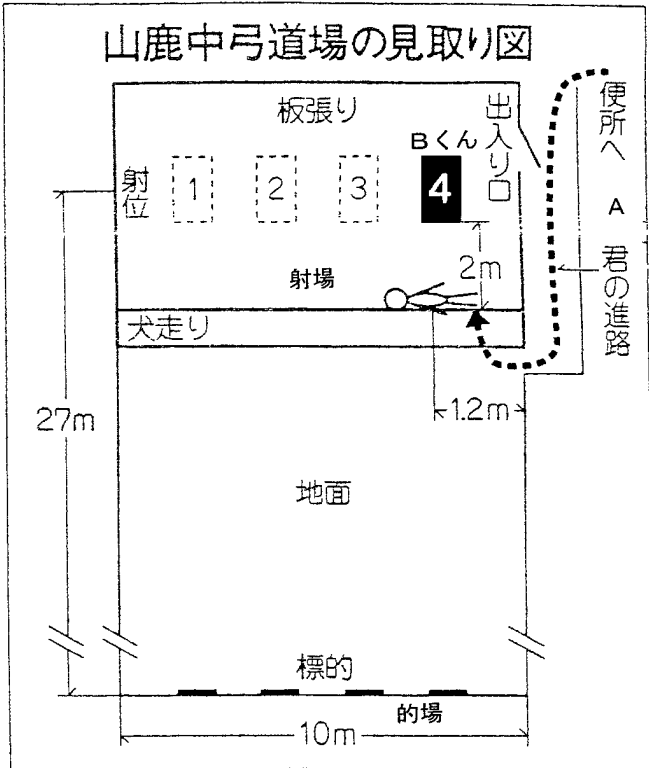 山鹿中弓道場の見取り図
板張り
出入り口
便所へ
A君の進路
Bくん
射位
1
2
3
4
2m
射場
犬走り
1.2m
27m
地面
標的
的場
10m